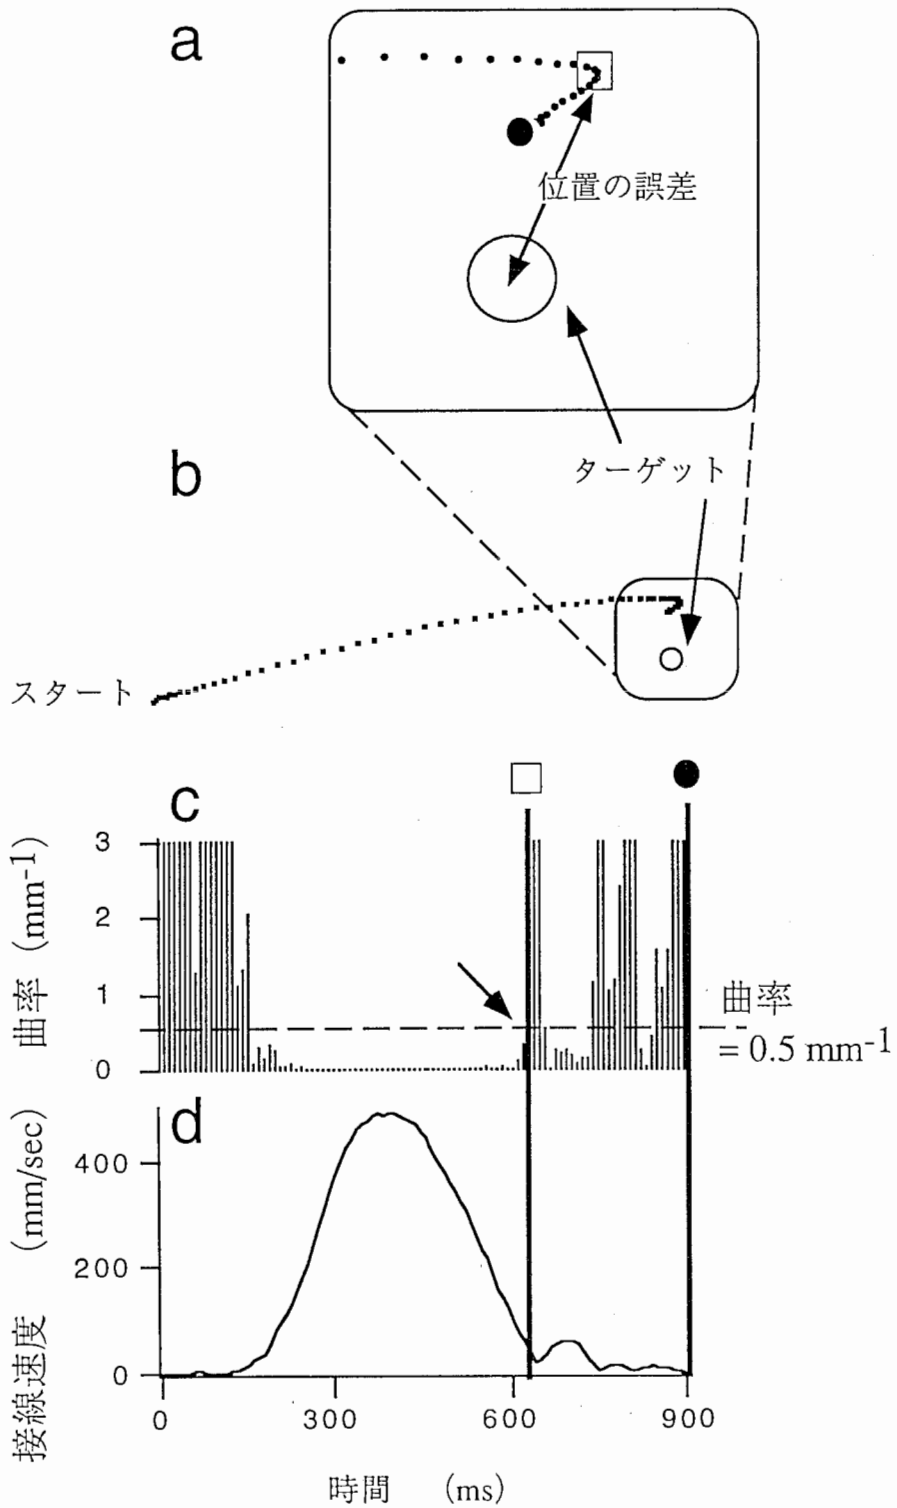 a
位置の誤差
ターゲット
b
スタート
c
曲率 (mm-1)
3
2
1
0
曲率
= 0.5 mm-1
d
接線速度 (mm/sec)
400
200
0
0 300 600 900
時間 (ms)